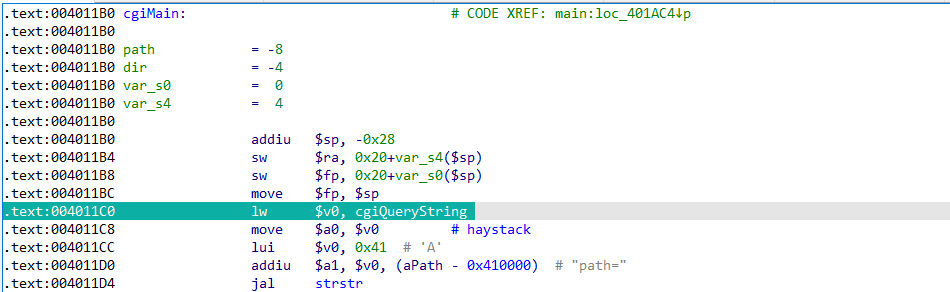 .text:004011B0 cgiMain: # CODE XREF: main:loc_401AC4↓p
.text:004011B0
.text:004011B0 path = -8
.text:004011B0 dir = -4
.text:004011B0 var_s0 = 0
.text:004011B0 var_s4 = 4
.text:004011B0
.text:004011B0 addiu $sp, -0x28
.text:004011B4 sw $ra, 0x20+var_s4($sp)
.text:004011B8 sw $fp, 0x20+var_s0($sp)
.text:004011BC move $fp, $sp
.text:004011C0 lw $v0, cgiQueryString
.text:004011C8 move $a0, $v0 # haystack
.text:004011CC lui $v0, 0x41 # 'A'
.text:004011D0 addiu $a1, $v0, (aPath - 0x410000) # "path="
.text:004011D4 jal strstr